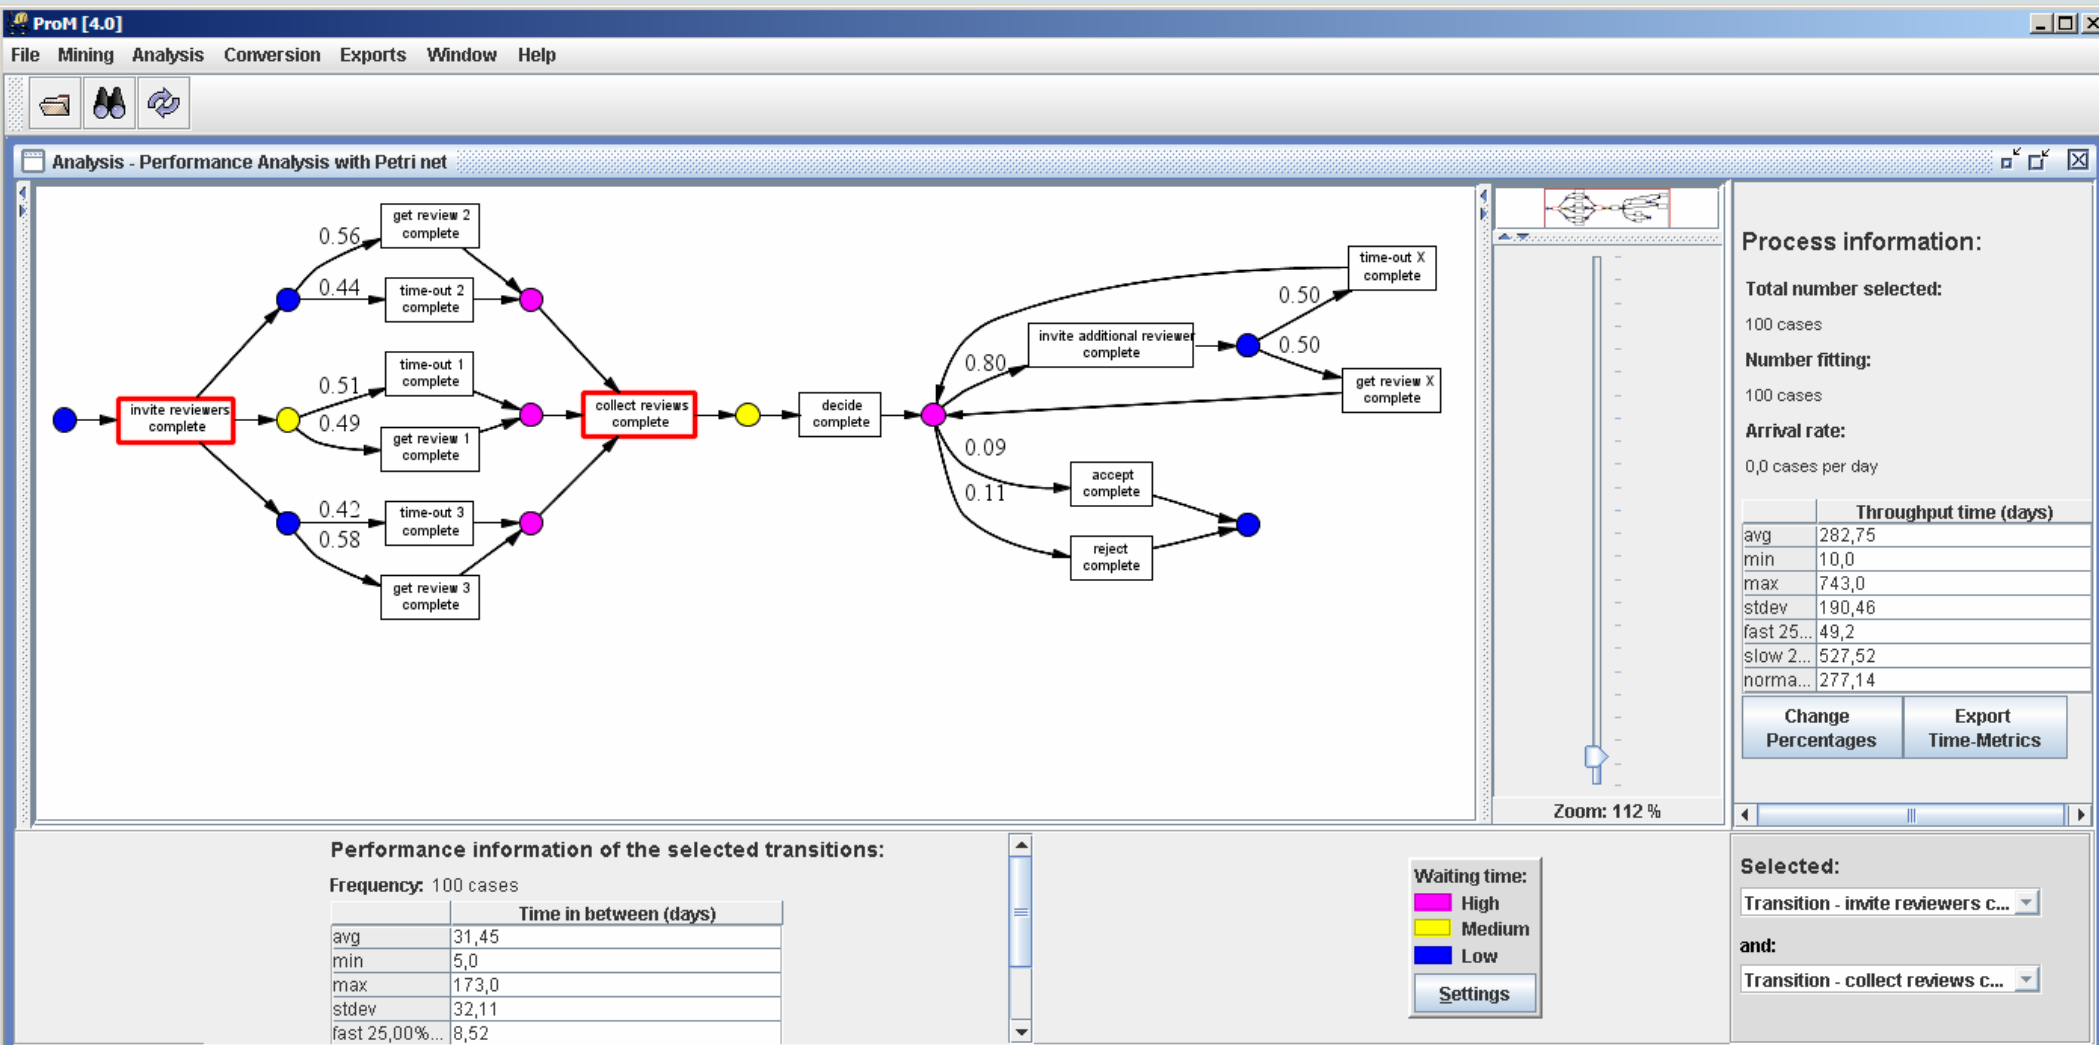 ProM [4.0]
File Mining Analysis Conversion Exports Window Help
Analysis - Performance Analysis with Petri net
get review 2
complete
0.56
time-out 2
complete
0.44
time-out 1
complete
0.51
invite reviewers
complete
0.49
get review 1
complete
0.42
time-out 3
complete
0.58
get review 3
complete
collect reviews
complete
decide
complete
time-out X
complete
0.50
invite additional reviewer
complete
0.80
0.50
get review X
complete
0.09
accept
complete
0.11
reject
complete
Zoom: 112 %
Process information:
Total number selected:
100 cases
Number fitting:
100 cases
Arrival rate:
0,0 cases per day
Throughput time (days)
avg 282,75
min 10,0
max 743,0
stdev 190,46
fast 25... 49,2
slow 2... 527,52
norma... 277,14
Change
Percentages
Export
Time-Metrics
Performance information of the selected transitions:
Frequency: 100 cases
Time in between (days)
avg 31,45
min 5,0
max 173,0
stdev 32,11
fast 25,00%... 8,52
Waiting time:
High
Medium
Low
Settings
Selected:
Transition - invite reviewers c...
and:
Transition - collect reviews c...